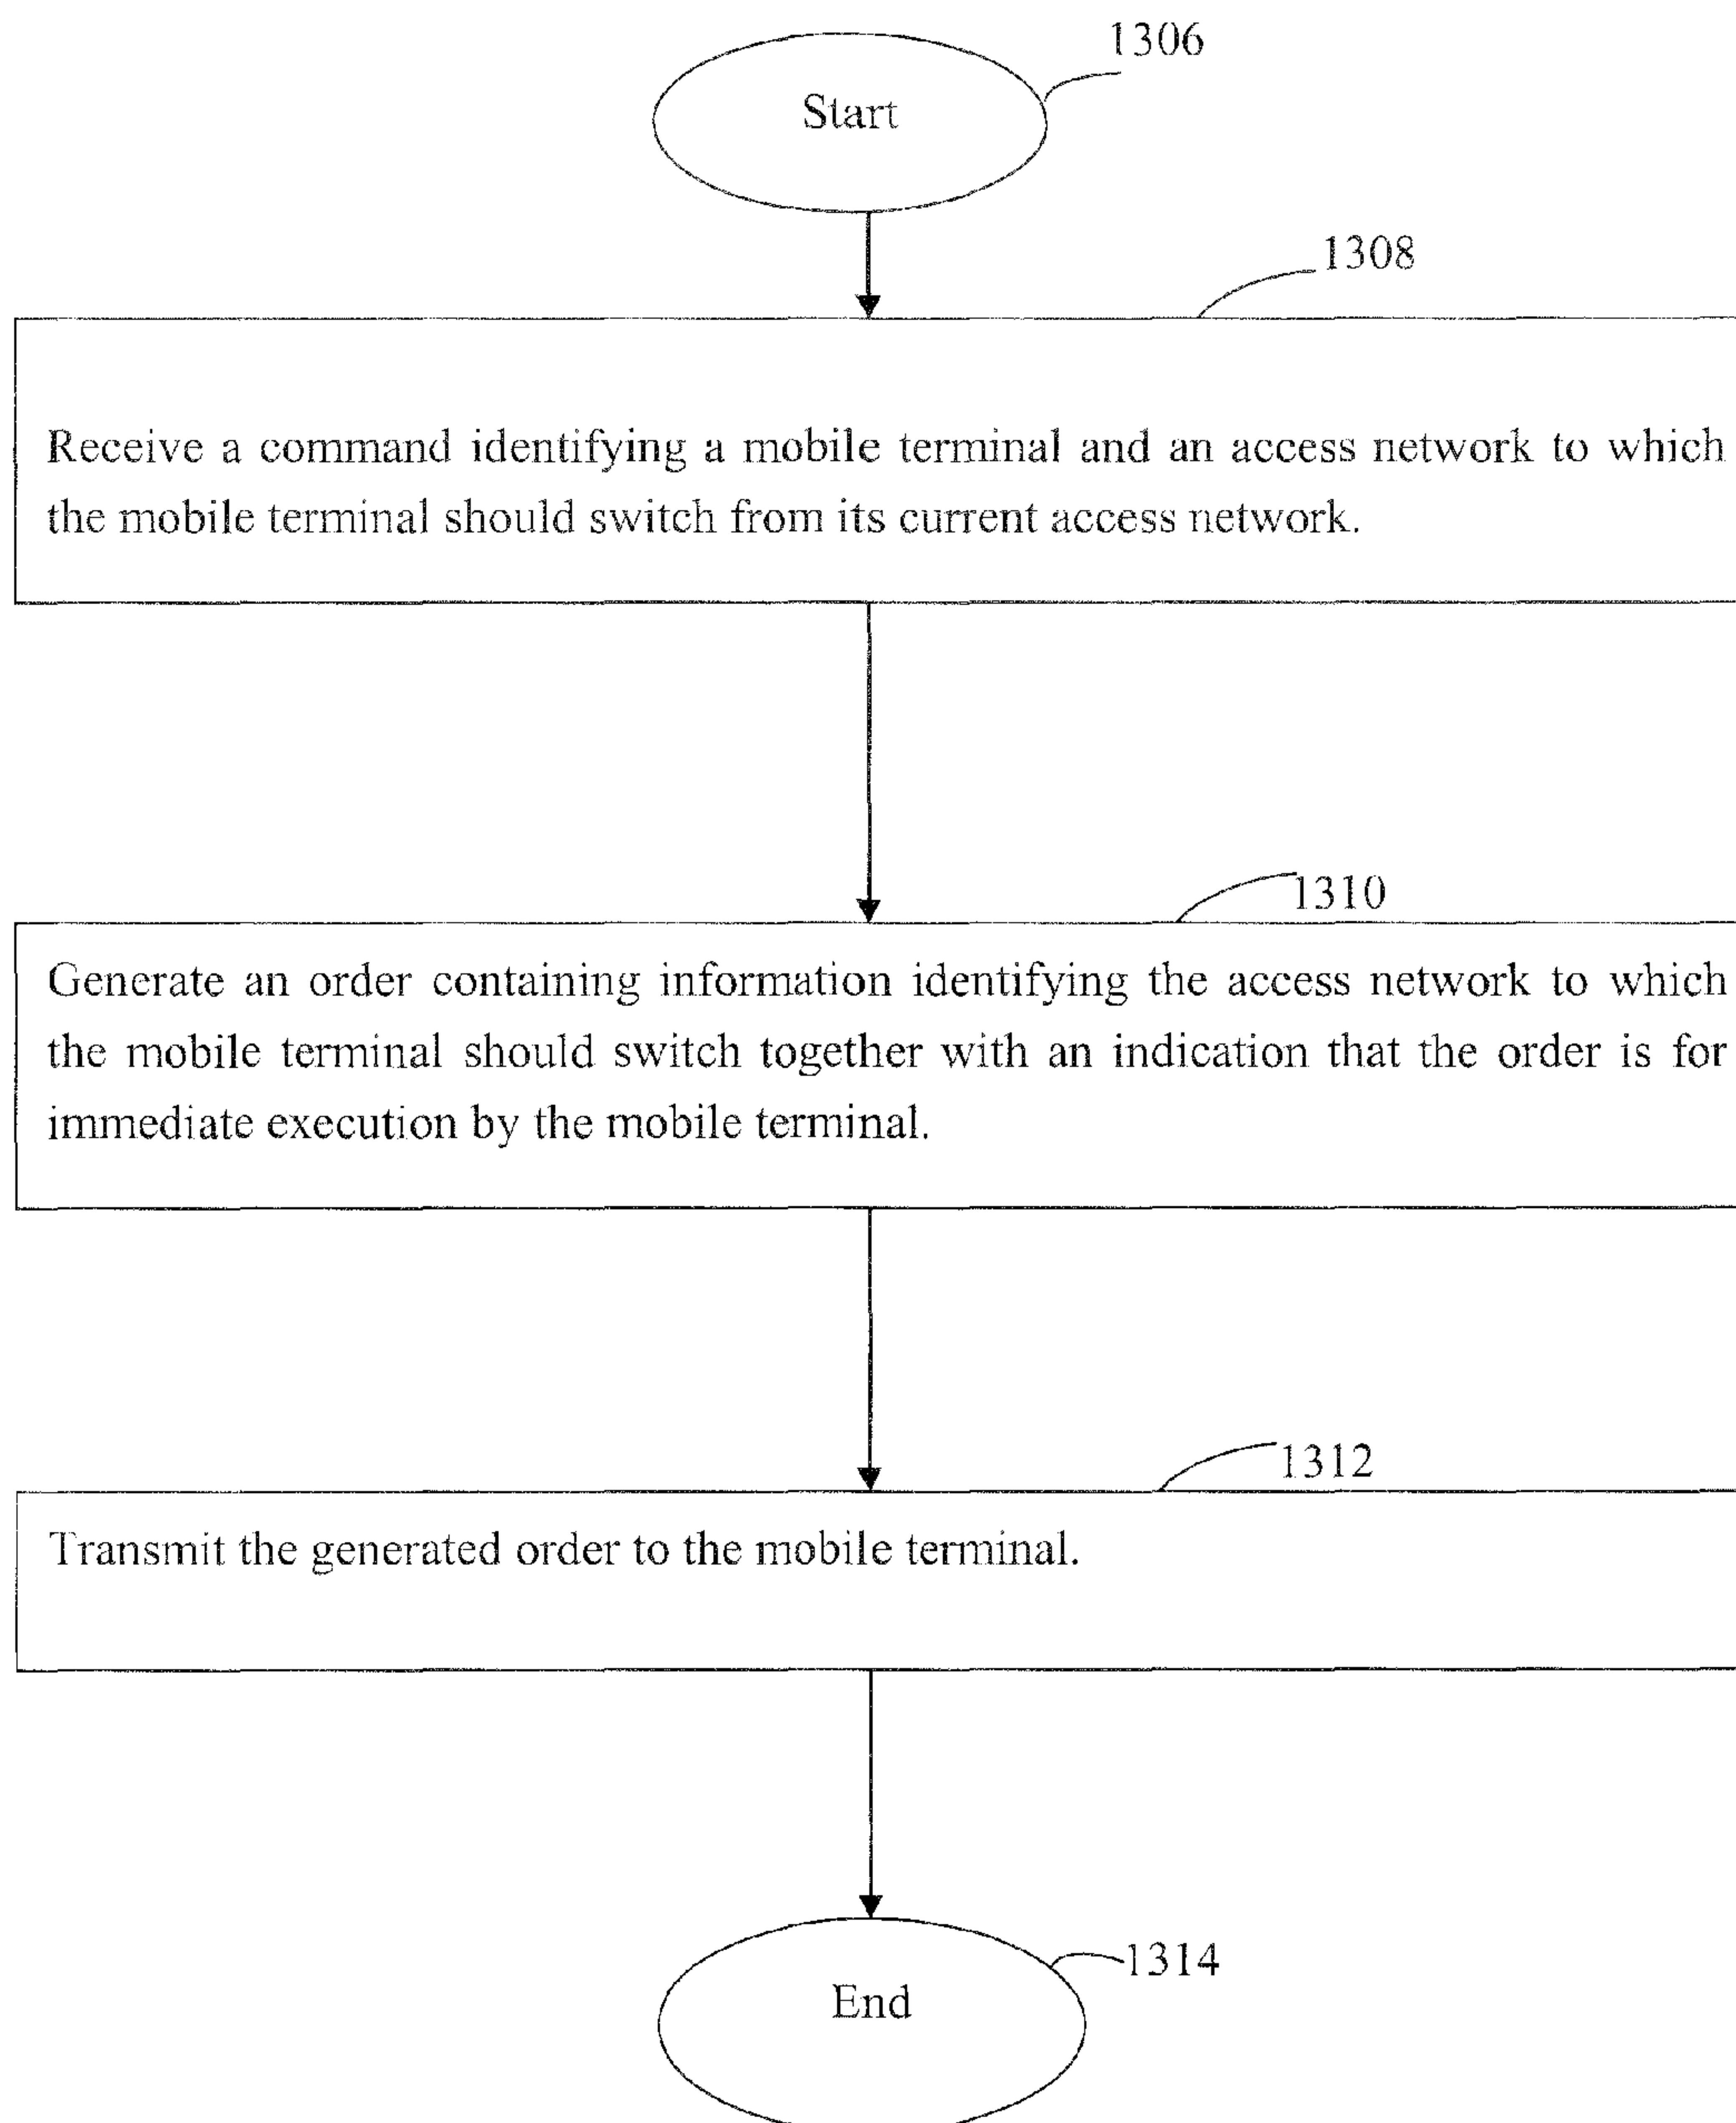 1306
Start
1308
Receive a command identifying a mobile terminal and an access network to which
the mobile terminal should switch from its current access network.
1310
Generate an order containing information identifying the access network to which
the mobile terminal should switch together with an indication that the order is for
immediate execution by the mobile terminal.
1312
Transmit the generated order to the mobile terminal.
1314
End